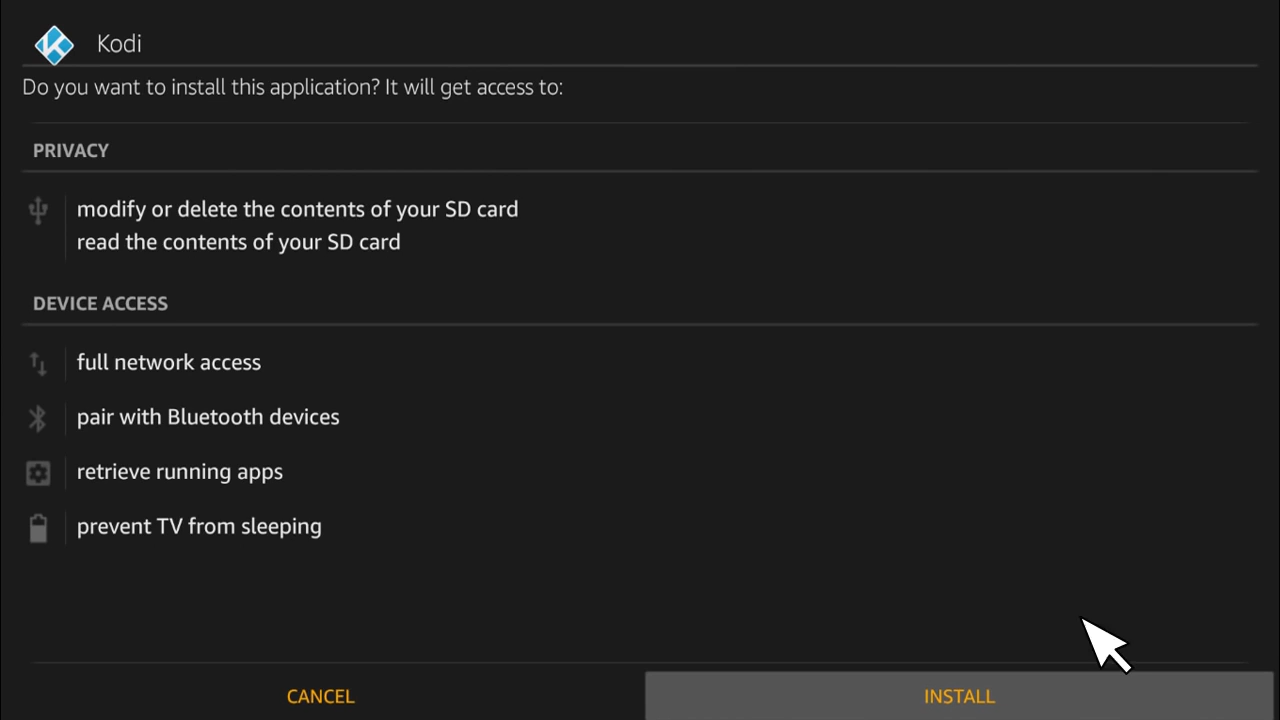 Kodi
Do you want to install this application? It will get access to:
PRIVACY
modify or delete the contents of your SD card
read the contents of your SD card
DEVICE ACCESS
full network access
pair with Bluetooth devices
retrieve running apps
prevent TV from sleeping
CANCEL
INSTALL